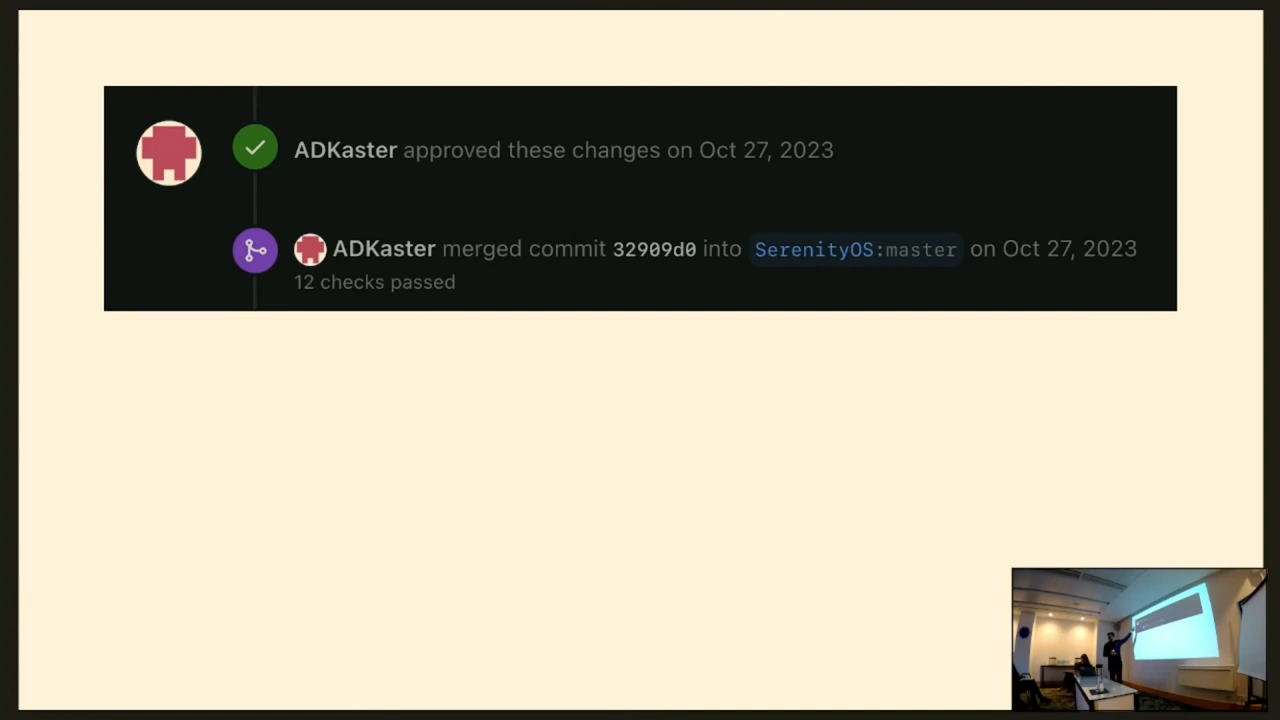 ADKaster approved these changes on Oct 27, 2023
ADKaster merged commit 32909d0 into SerenityOS:master on Oct 27, 2023
12 checks passed